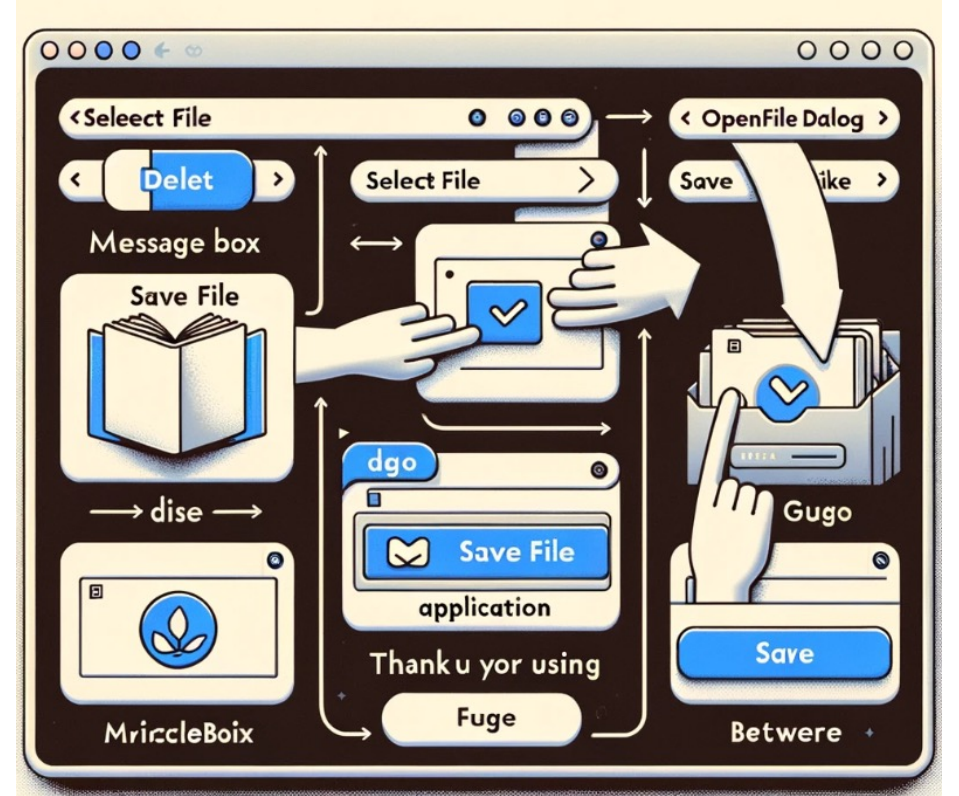 <Seleect File
< OpenFile Dalog >
< Delet >
Select File >
Save ike >
Message box
Save File
dgo
dise
Save File
application
Gugo
Thank u yor using
Save
Fuge
MriccleBoix
Betwere